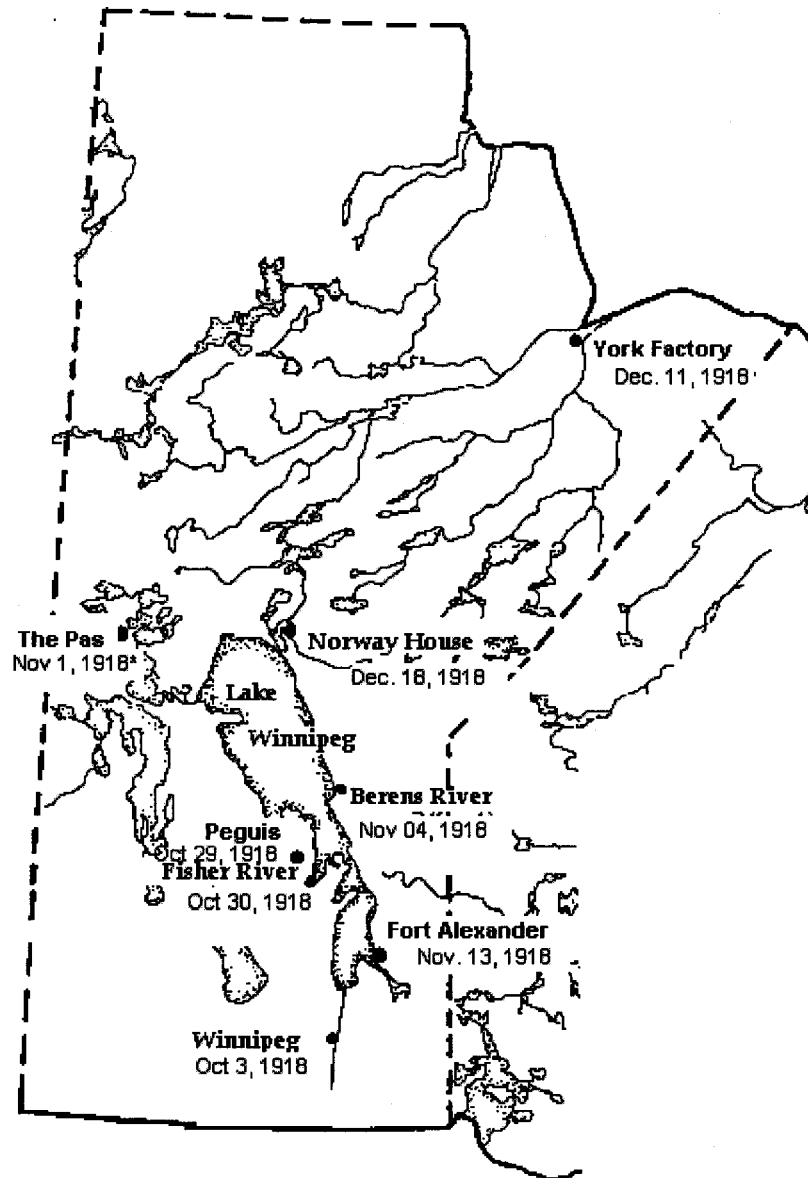 York Factory
Dec. 11, 1918
The Pas
Nov 1, 1918*
Norway House
Dec. 18, 1918
Lake
Winnipeg
Berens River
Nov 04, 1918
Peguis
Oct 29, 1918
Fisher River
Oct 30, 1918
Fort Alexander
Nov. 13, 1918
Winnipeg
Oct 3, 1918